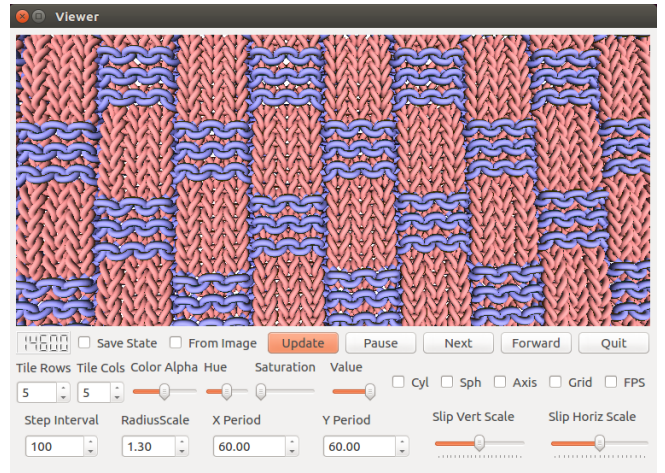 Viewer
14600 Save State From Image Update Pause Next Forward Quit
Tile Rows Tile Cols Color Alpha Hue Saturation Value
5 5 Cyl Sph Axis Grid FPS
Step Interval RadiusScale X Period Y Period Slip Vert Scale Slip Horiz Scale
100 1.30 60.00 60.00